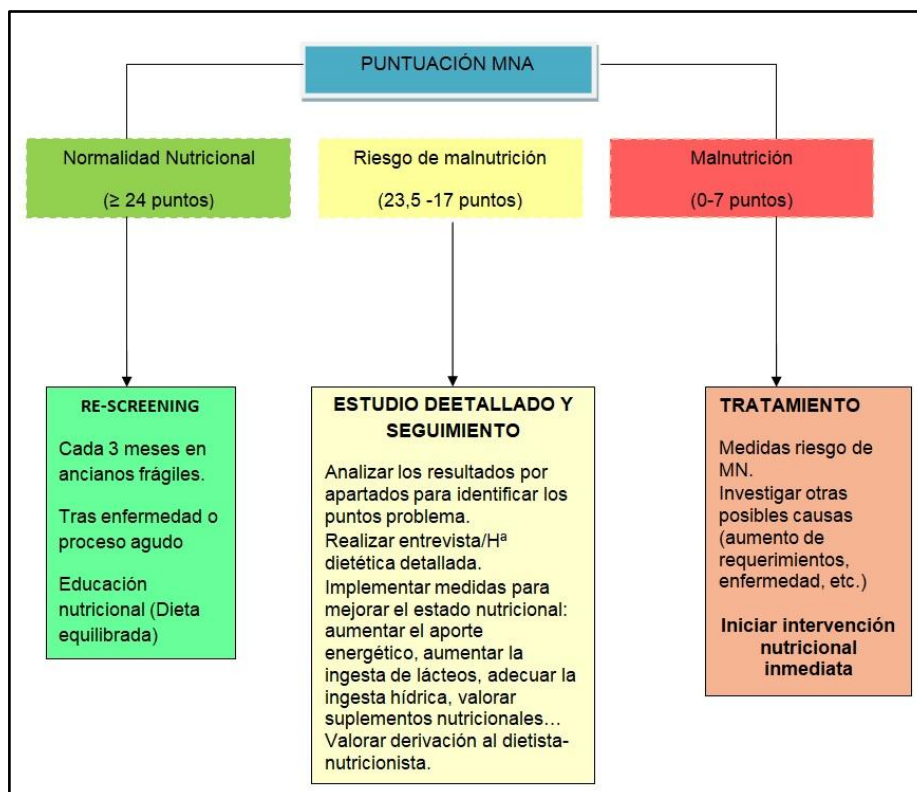 PUNTUACIÓN MNA
Normalidad Nutricional
(≥ 24 puntos)
Riesgo de malnutrición
(23,5 -17 puntos)
Malnutrición
(0-7 puntos)
RE-SCREENING
Cada 3 meses en
ancianos frágiles.
Tras enfermedad o
proceso agudo
Educación
nutricional (Dieta
equilibrada)
ESTUDIO DEETALLADO Y
SEGUIMIENTO
Analizar los resultados por
apartados para identificar los
puntos problema.
Realizar entrevista/Hª
dietética detallada.
Implementar medidas para
mejorar el estado nutricional:
aumentar el aporte
energético, aumentar la
ingesta de lácteos, adecuar la
ingesta hídrica, valorar
suplementos nutricionales…
Valorar derivación al dietista-
nutricionista.
TRATAMIENTO
Medidas riesgo de
MN.
Investigar otras
posibles causas
(aumento de
requerimientos,
enfermedad, etc.)
Iniciar intervención
nutricional
inmediata